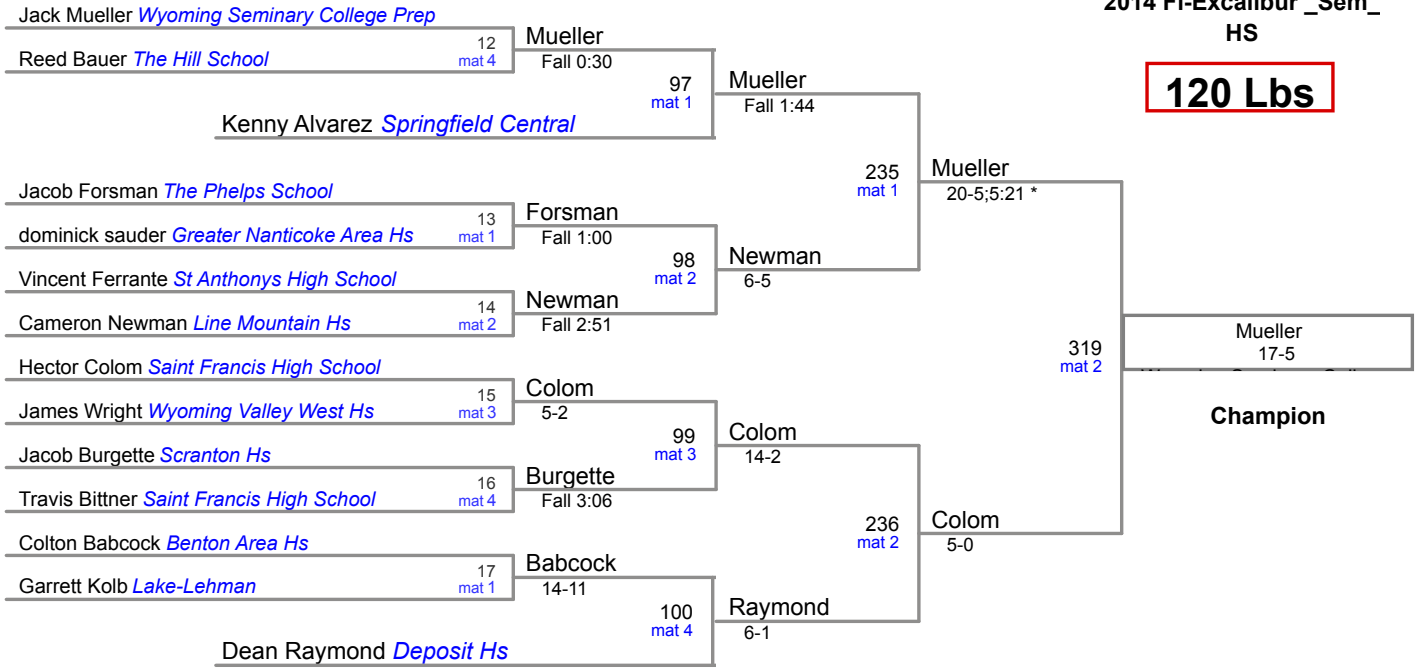 2014 FI-Excalibur _Sem_
HS
120 Lbs
Jack Mueller Wyoming Seminary College Prep
12
mat 4
Reed Bauer The Hill School
Mueller
Fall 0:30
97
mat 1
Kenny Alvarez Springfield Central
Mueller
Fall 1:44
235
mat 1
Jacob Forsman The Phelps School
13
mat 1
dominick sauder Greater Nanticoke Area Hs
Forsman
Fall 1:00
98
mat 2
Vincent Ferrante St Anthonys High School
14
mat 2
Cameron Newman Line Mountain Hs
Newman
Fall 2:51
Newman
6-5
Mueller
20-5;5:21 *
319
mat 2
Hector Colom Saint Francis High School
15
mat 3
James Wright Wyoming Valley West Hs
Colom
5-2
99
mat 3
Jacob Burgette Scranton Hs
16
mat 4
Travis Bittner Saint Francis High School
Burgette
Fall 3:06
Colom
14-2
236
mat 2
Colton Babcock Benton Area Hs
17
mat 1
Garrett Kolb Lake-Lehman
Babcock
14-11
100
mat 4
Dean Raymond Deposit Hs
Raymond
6-1
Colom
5-0
Mueller
17-5
Champion